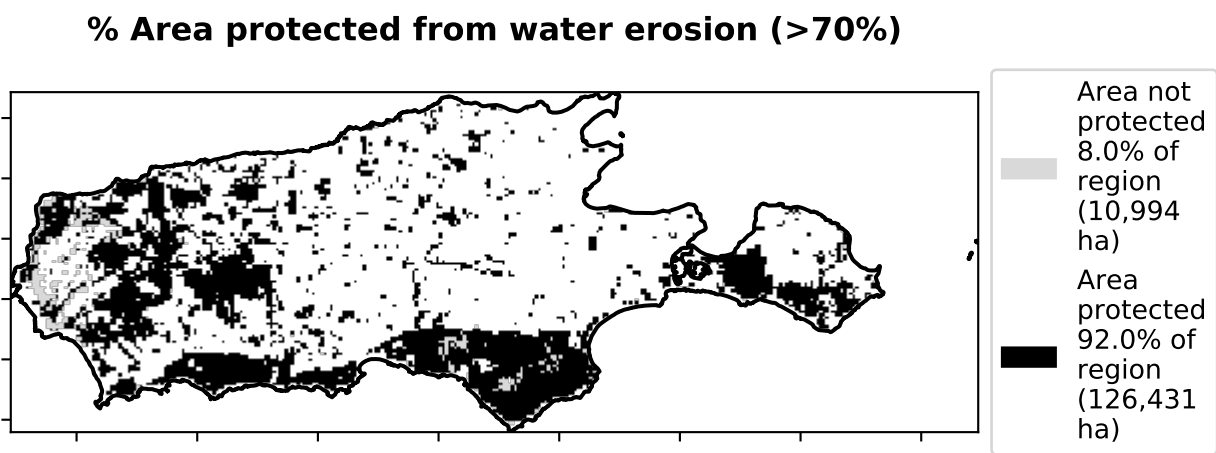 % Area protected from water erosion (>70%)
Area not
protected
8.0% of
region
(10,994
ha)
Area
protected
92.0% of
region
(126,431
ha)